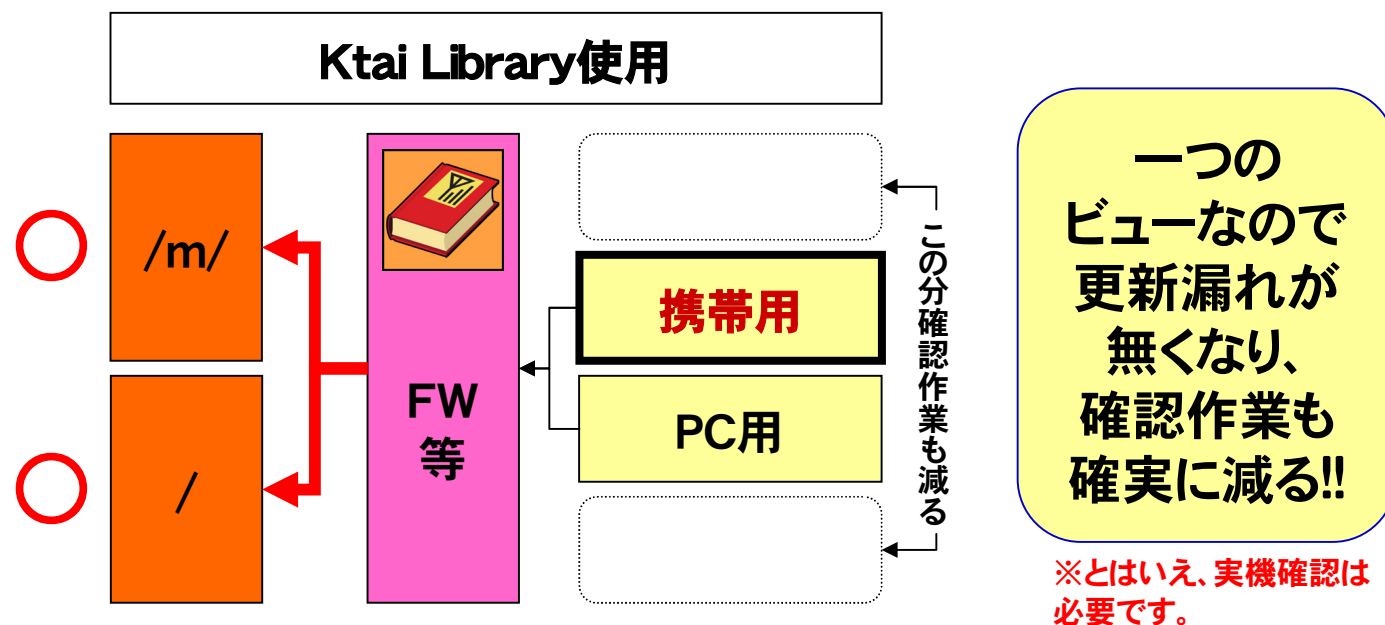 Ktai Library使用
/m/
/
FW
等
携帯用
PC用
この分確認作業も減る
一つの
ビューなので
更新漏れが
無くなり、
確認作業も
確実に減る!!
※とはいえ、実機確認は
必要です。